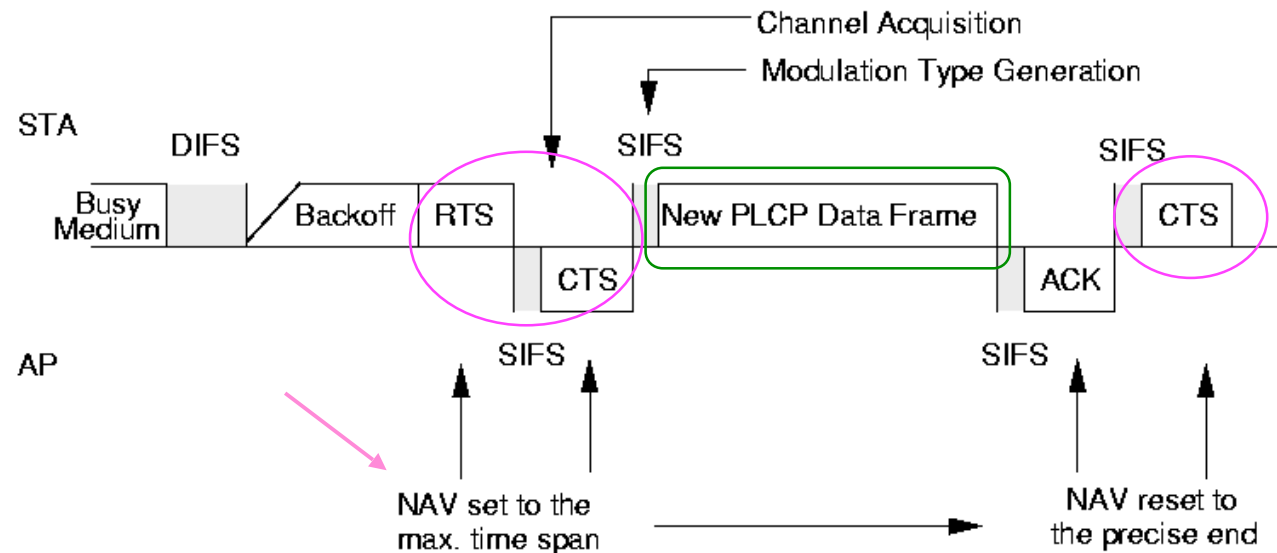 Channel Acquisition
Modulation Type Generation
STA
DIFS
SIFS
SIFS
Busy
Medium
Backoff
RTS
New PLCP Data Frame
CTS
CTS
ACK
SIFS
SIFS
AP
NAV set to the
max. time span
NAV reset to
the precise end